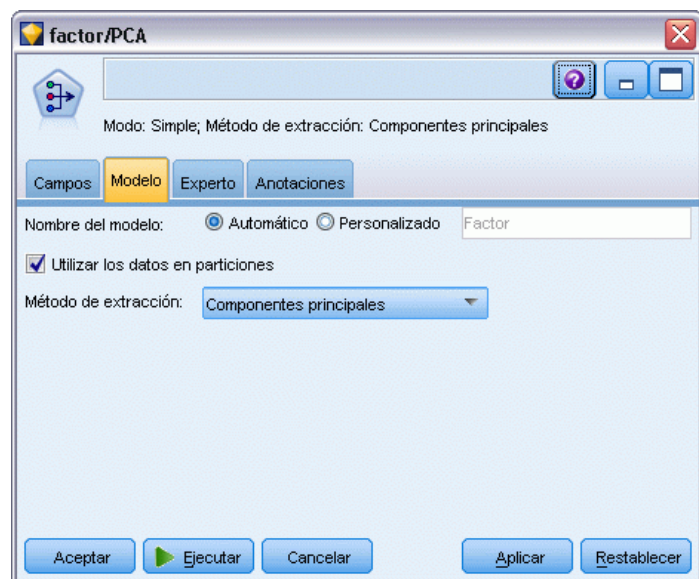 factor/PCA
Modo: Simple; Método de extracción: Componentes principales
Campos Modelo Experto Anotaciones
Nombre del modelo: Automático Personalizado Factor
Utilizar los datos en particiones
Método de extracción: Componentes principales
Aceptar Ejecutar Cancelar Aplicar Restablecer